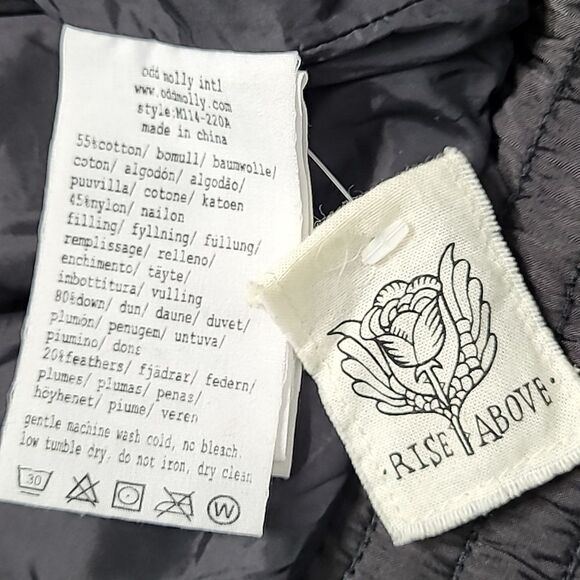 odd molly intl
www.oddmolly.com
style:M114-220A
made in china
55%cotton/ bomull/ baumwolle/
coton/ algodón/ algodão/
puuvilla/ cotone/ katoen
45%nylon/ nailon
filling/ fyllning/ füllung/
remplissage/ relleno/
enchimento/ täyte/
imbottitura/ vulling
80%down/ dun/ daune/ duvet/
plumón/ penugem/ untuva/
piumino/ dons
20%feathers/ fjädrar/ federn/
plumes/ plumas/ penas/
höyhenet/ piume/ veren
gentle machine wash cold, no bleach,
low tumble dry, do not iron, dry clean
30
W
·RISE ABOVE·